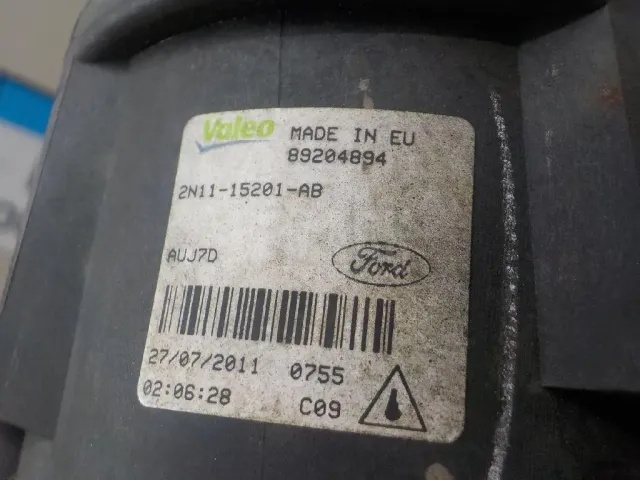 Valeo MADE IN EU
89204894
2N11-15201-AB
AUJ7D
Ford
27/07/2011 0755
02:06:28 C09